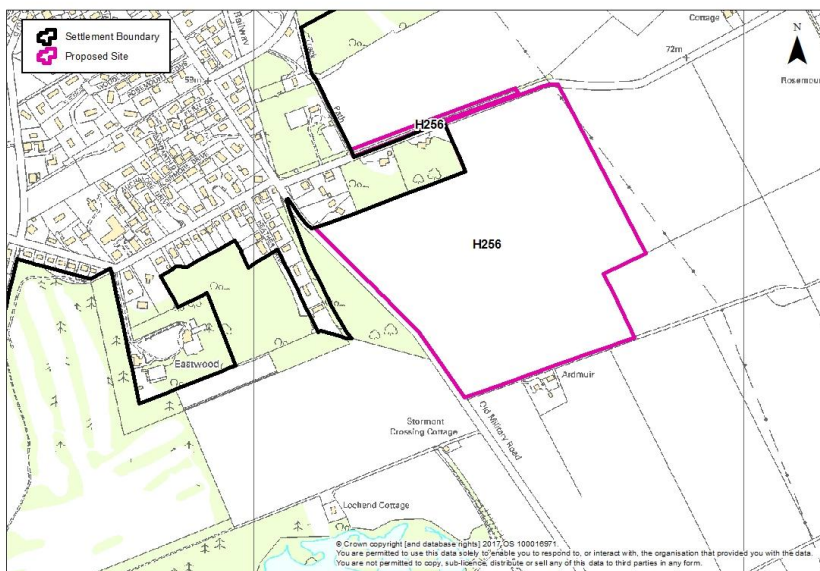 Settlement Boundary
Proposed Site
Cottage
72m
N
Rosemount
Railway
Path
H256
H256
Eastwood
Ardmuir
Stormont
Crossing Cottage
Old Military Road
Lochend Cottage
© Crown copyright [and database rights] 2017 OS 100016971.
You are permitted to use this data solely to enable you to respond to, or interact with, the organisation that provided you with the data.
You are not permitted to copy, sub-licence, distribute or sell any of this data to third parties in any form.